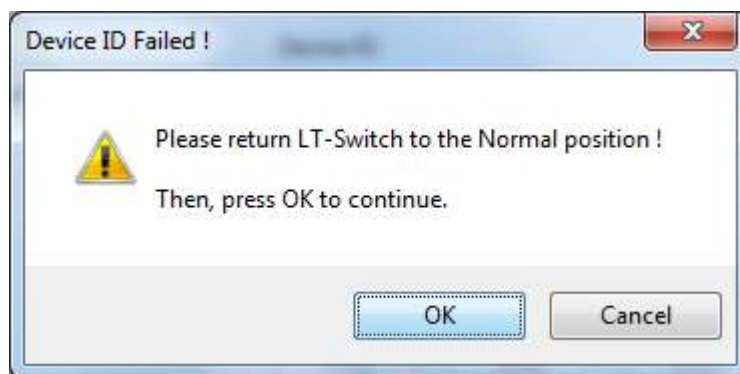 Device ID Failed !
Please return LT-Switch to the Normal position !
Then, press OK to continue.
OK
Cancel